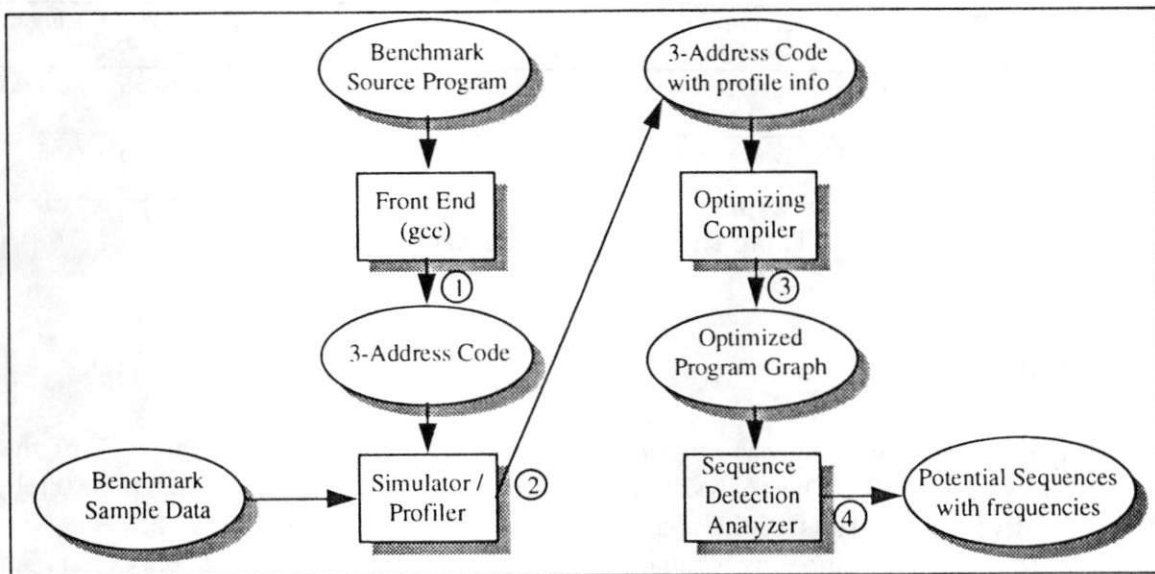 Benchmark
Source Program
Front End
(gcc)
1
3-Address Code
Benchmark
Sample Data
Simulator /
Profiler
2
3-Address Code
with profile info
Optimizing
Compiler
3
Optimized
Program Graph
Sequence
Detection
Analyzer
4
Potential Sequences
with frequencies